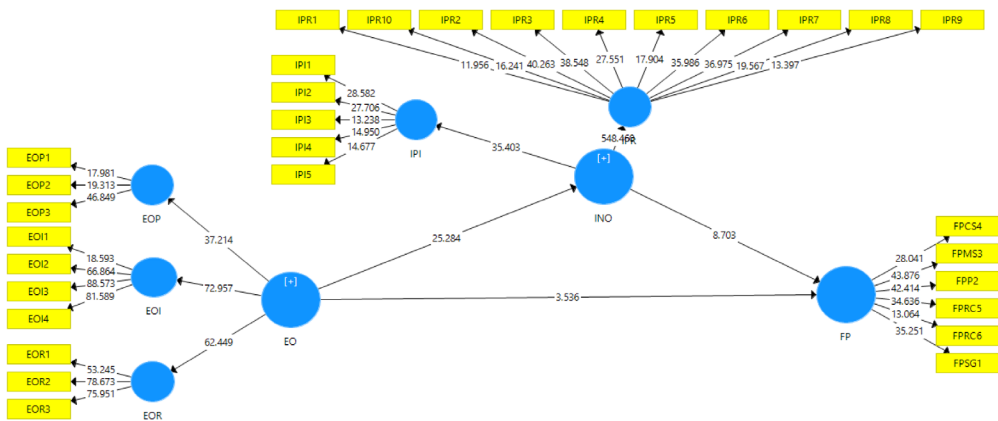 IPR1 IPR10 IPR2 IPR3 IPR4 IPR5 IPR6 IPR7 IPR8 IPR9
11.956 16.241 40.263 38.548 27.551 17.904 35.986 36.975 19.567 13.397
IPI1
IPI2
IPI3
IPI4
IPI5
28.582
27.706
13.238
14.950
14.677
IPI
35.403
IPR
[+]
INO
EOP1
EOP2
EOP3
17.981
19.313
46.849
EOP
37.214
25.284
8.703
EOI1
EOI2
EOI3
EOI4
18.593
66.864
88.573
81.589
EOI
72.957
[+]
EO
3.536
FPCS4
FPMS3
FPP2
FPRC5
FPRC6
FPSG1
28.041
43.876
42.414
34.636
13.064
35.251
FP
62.449
EOR1
EOR2
EOR3
53.245
78.673
75.951
EOR